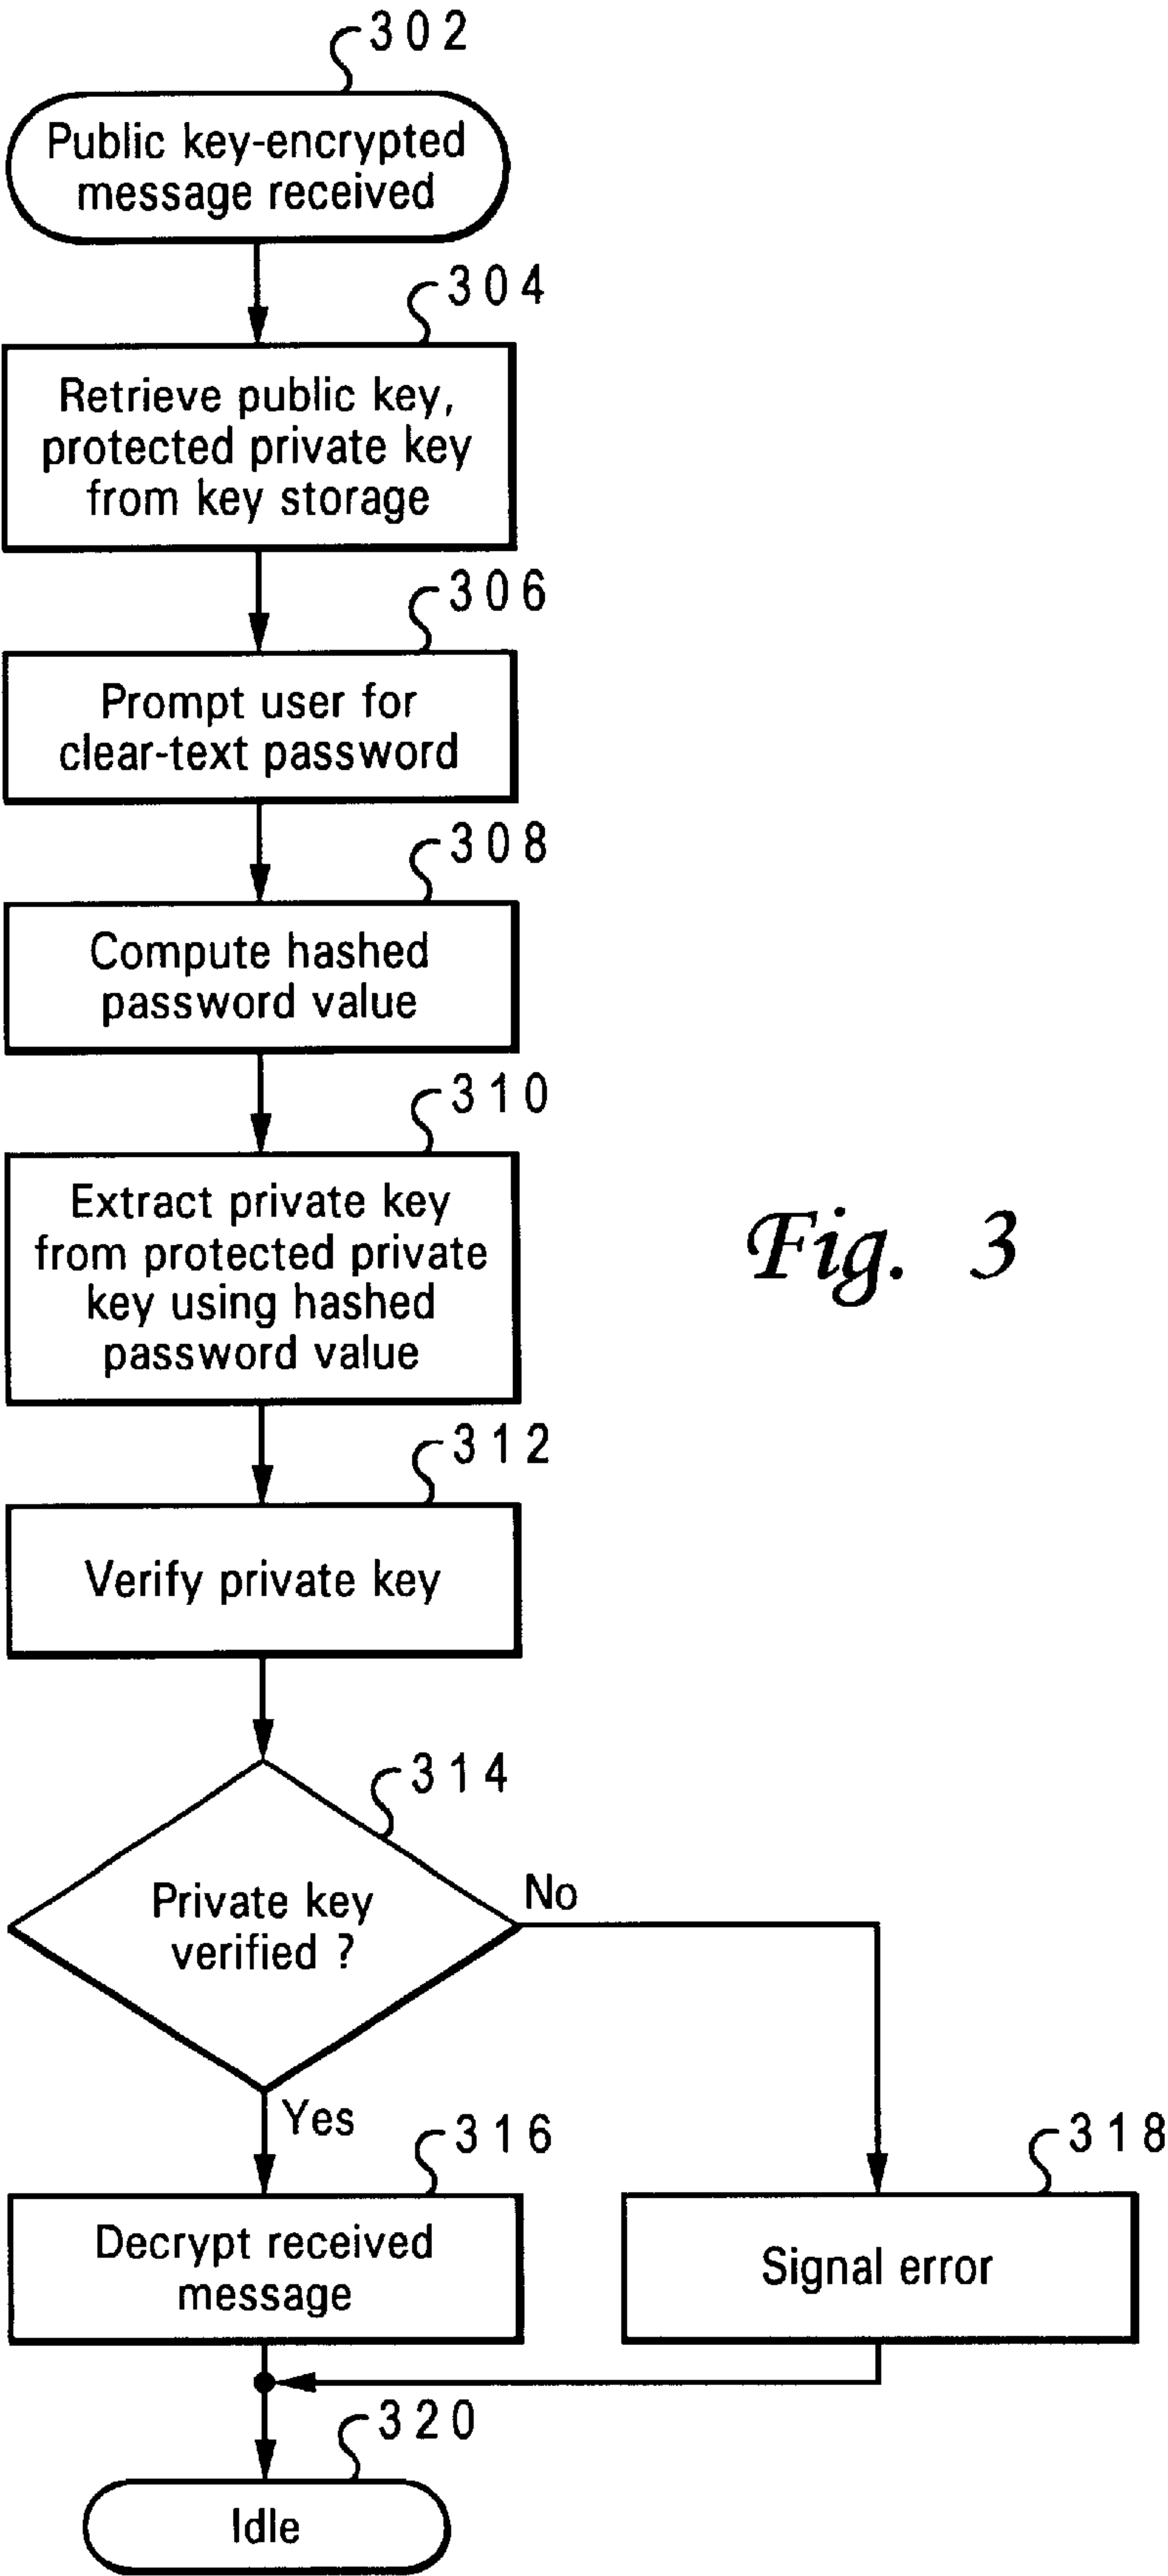 302
Public key-encrypted
message received
304
Retrieve public key,
protected private key
from key storage
306
Prompt user for
clear-text password
308
Compute hashed
password value
310
Extract private key
from protected private
key using hashed
password value
Fig. 3
312
Verify private key
314
Private key
verified ?
No
Yes
316
318
Decrypt received
message
Signal error
320
Idle